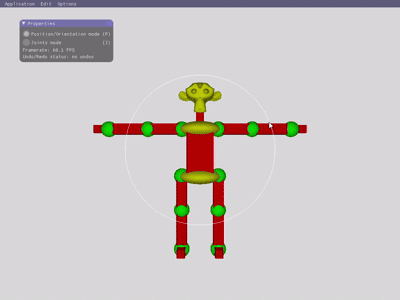 Application Edit Options
▼ Properties
Position/Orientation mode (P)
Joints mode (J)
Framerate: 60.1 FPS
Undo/Redo status: no undos